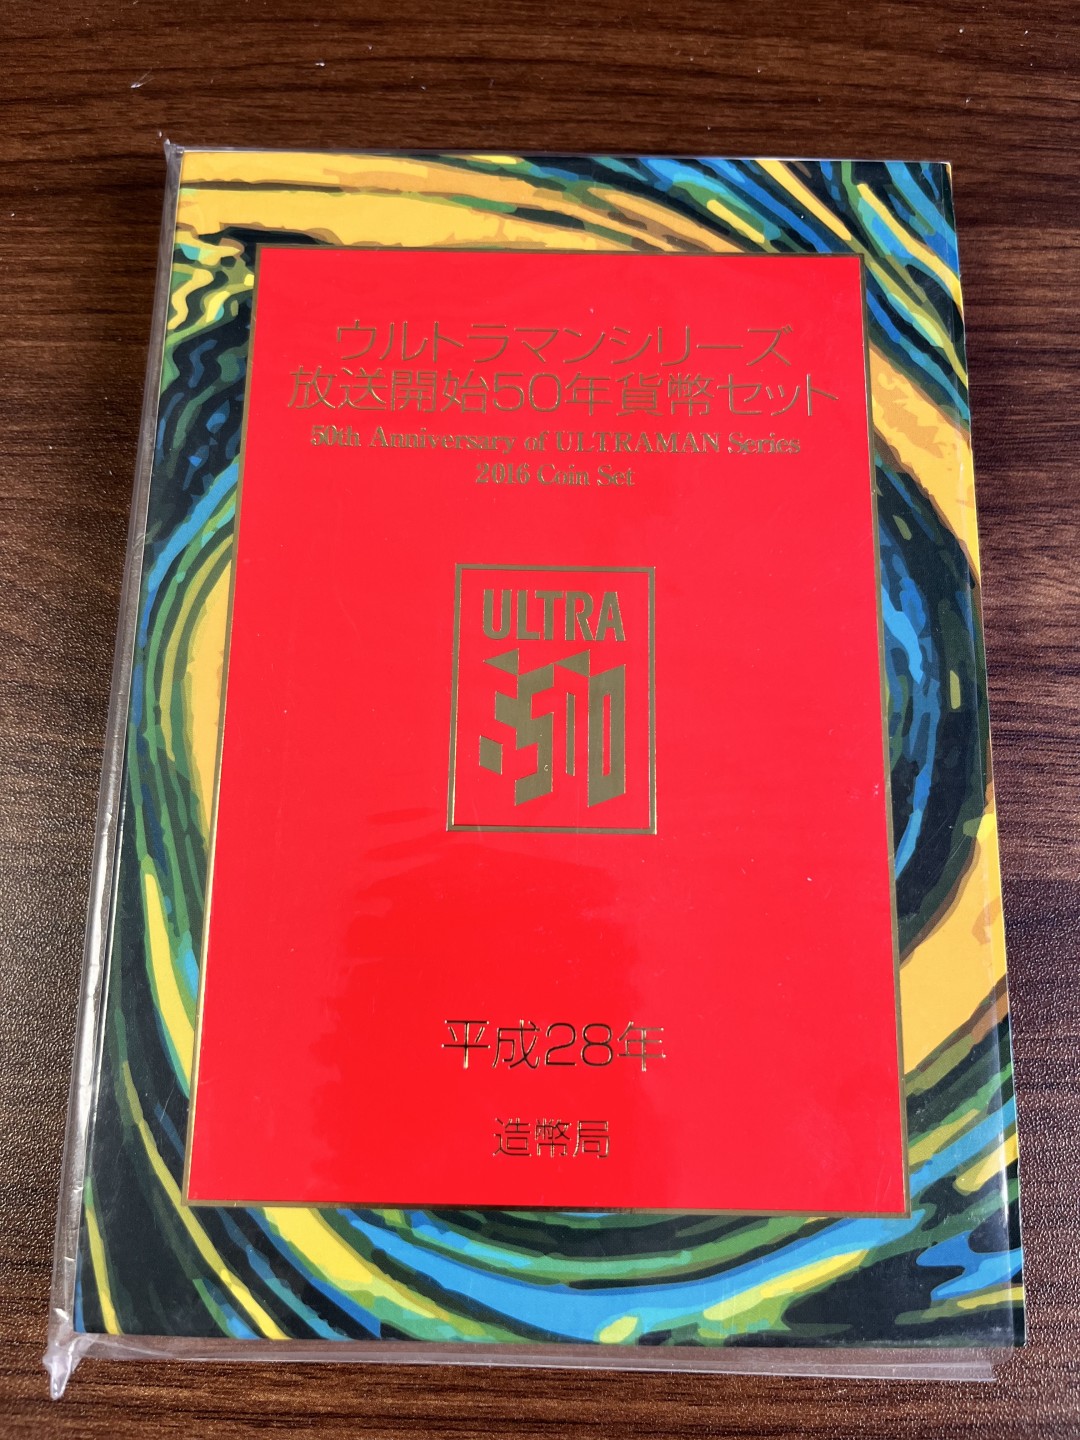 ウルトラマンシリーズ
放送開始50年貨幣セット
50th Anniversary of ULTRAMAN Series
2016 Coin Set
ULTRA
50
平成28年
造幣局